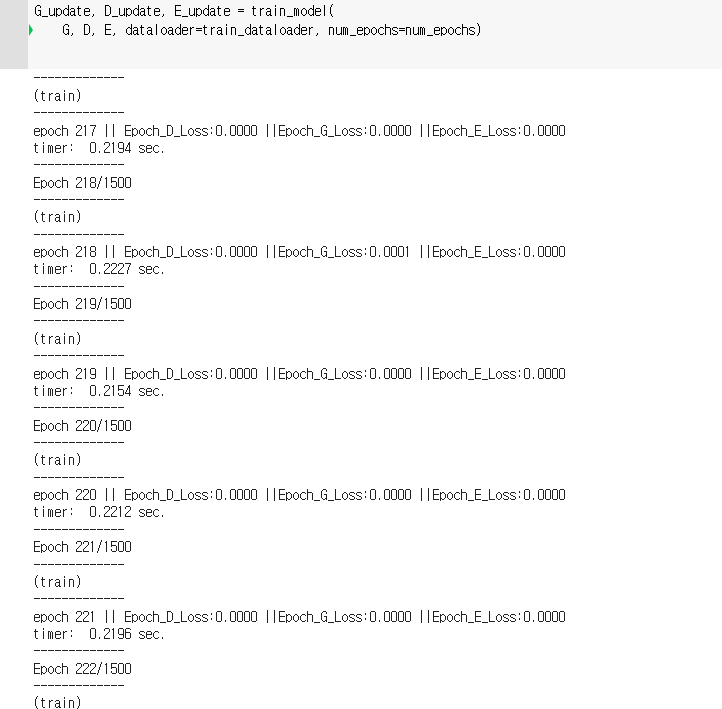 G_update, D_update, E_update = train_model(
    G, D, E, dataloader=train_dataloader, num_epochs=num_epochs)
-------------
(train)
-------------
epoch 217 || Epoch_D_Loss:0.0000 ||Epoch_G_Loss:0.0000 ||Epoch_E_Loss:0.0000
timer:  0.2194 sec.
-------------
Epoch 218/1500
-------------
(train)
-------------
epoch 218 || Epoch_D_Loss:0.0000 ||Epoch_G_Loss:0.0001 ||Epoch_E_Loss:0.0000
timer:  0.2227 sec.
-------------
Epoch 219/1500
-------------
(train)
-------------
epoch 219 || Epoch_D_Loss:0.0000 ||Epoch_G_Loss:0.0000 ||Epoch_E_Loss:0.0000
timer:  0.2154 sec.
-------------
Epoch 220/1500
-------------
(train)
-------------
epoch 220 || Epoch_D_Loss:0.0000 ||Epoch_G_Loss:0.0000 ||Epoch_E_Loss:0.0000
timer:  0.2212 sec.
-------------
Epoch 221/1500
-------------
(train)
-------------
epoch 221 || Epoch_D_Loss:0.0000 ||Epoch_G_Loss:0.0000 ||Epoch_E_Loss:0.0000
timer:  0.2196 sec.
-------------
Epoch 222/1500
-------------
(train)